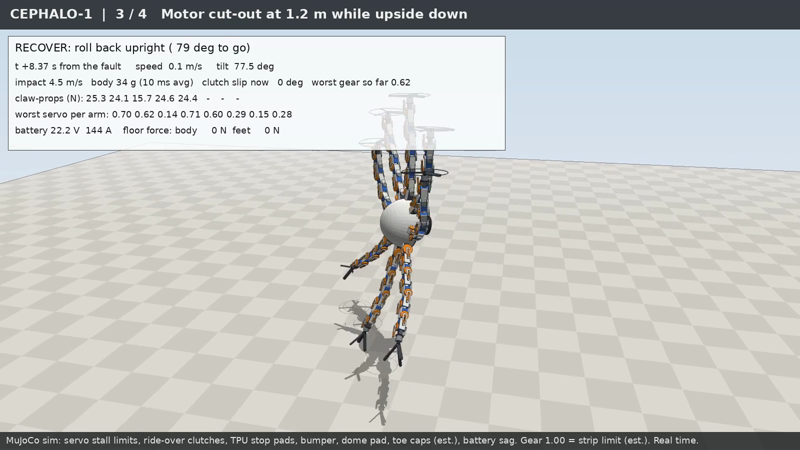 CEPHALO-1 | 3 / 4 Motor cut-out at 1.2 m while upside down
RECOVER: roll back upright ( 79 deg to go)
t +8.37 s from the fault speed 0.1 m/s tilt 77.5 deg
impact 4.5 m/s body 34 g (10 ms avg) clutch slip now 0 deg worst gear so far 0.62
claw-props (N): 25.3 24.1 15.7 24.6 24.4 - - -
worst servo per arm: 0.70 0.62 0.14 0.71 0.60 0.29 0.15 0.28
battery 22.2 V 144 A floor force: body 0 N feet 0 N
MuJoCo sim: servo stall limits, ride-over clutches, TPU stop pads, bumper, dome pad, toe caps (est.), battery sag. Gear 1.00 = strip limit (est.). Real time.